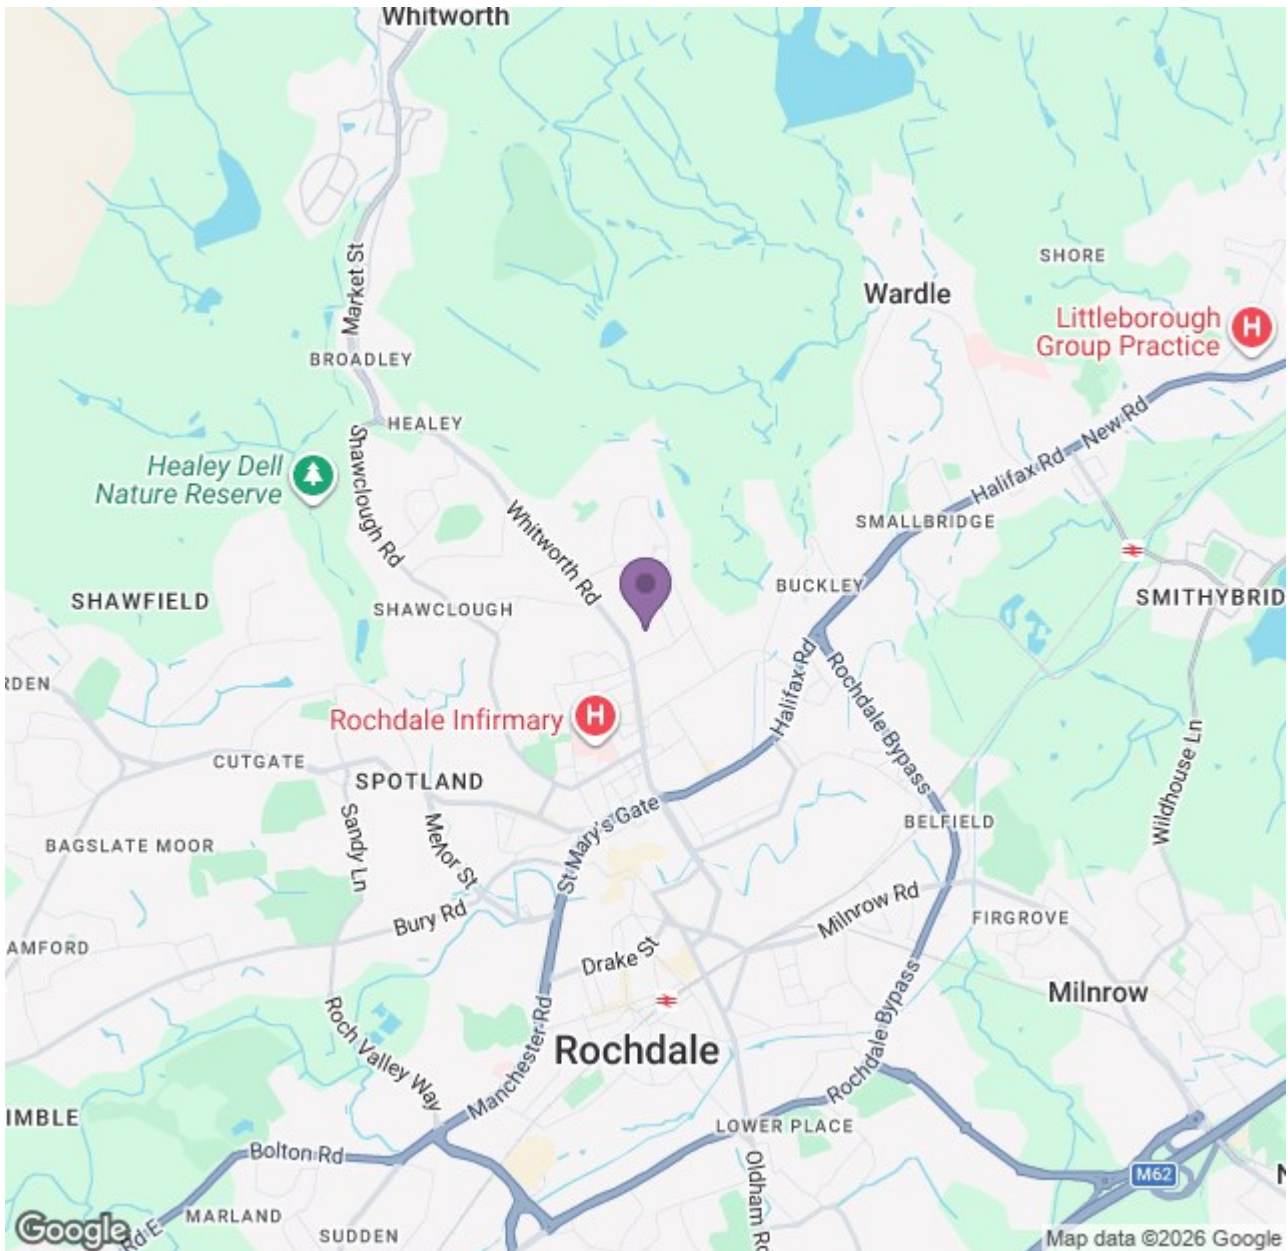 Whitworth
Market St
SHORE
Wardle
Littleborough
Group Practice
H
BROADLEY
HEALEY
Shawclough Rd
Healey Dell
Nature Reserve
Halifax Rd
New Rd
Whitworth Rd
SMALLBRIDGE
BUCKLEY
SHAWFIELD
SHAWCLOUGH
SMITHYBRID
RDEN
Halifax Rd
Rochdale Bypass
Rochdale Infirmary
H
CUTGATE
SPOTLAND
Wildhouse Ln
Sandy Ln
Mellor St
St Mary's Gate
BELFIELD
BAGSLATE MOOR
Bury Rd
Milnrow Rd
FIRGROVE
AMFORD
Drake St
Milnrow
Roch Valley Way
Manchester Rd
Rochdale
Rochdale Bypass
IMBLE
LOWER PLACE
Bolton Rd
Oldham Rd
M62
N
MARLAND
SUDDEN
Rd E
Google
Map data ©2026 Google